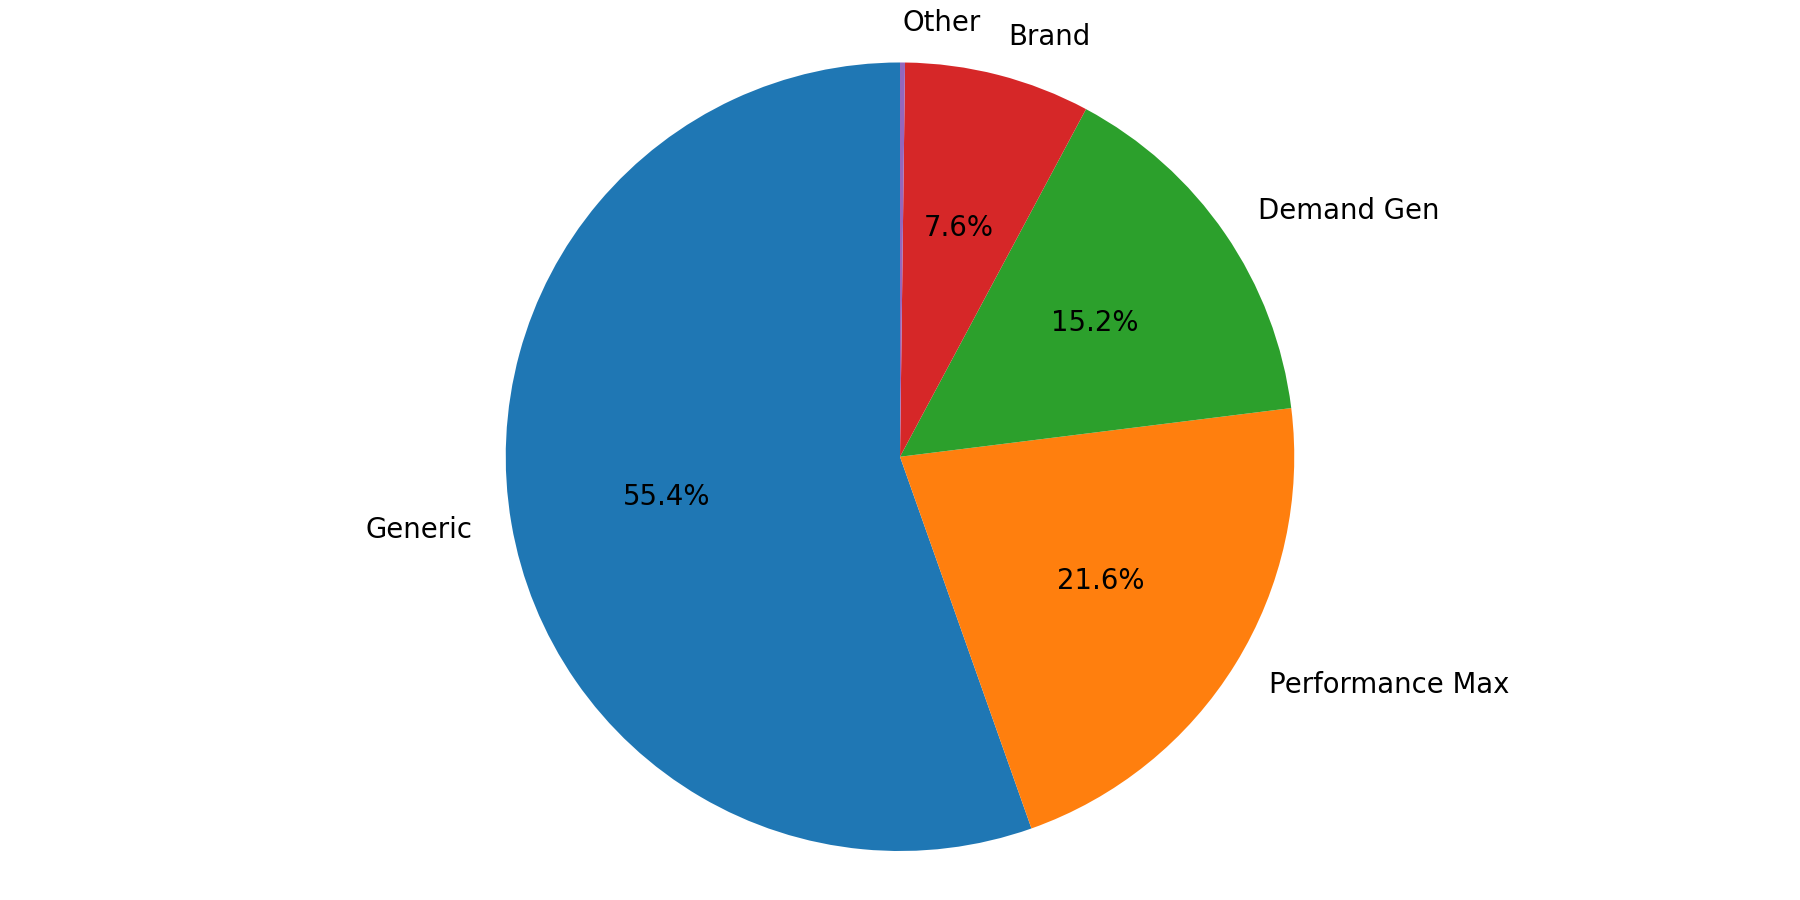 Other
Brand
7.6%
Demand Gen
15.2%
55.4%
Generic
21.6%
Performance Max